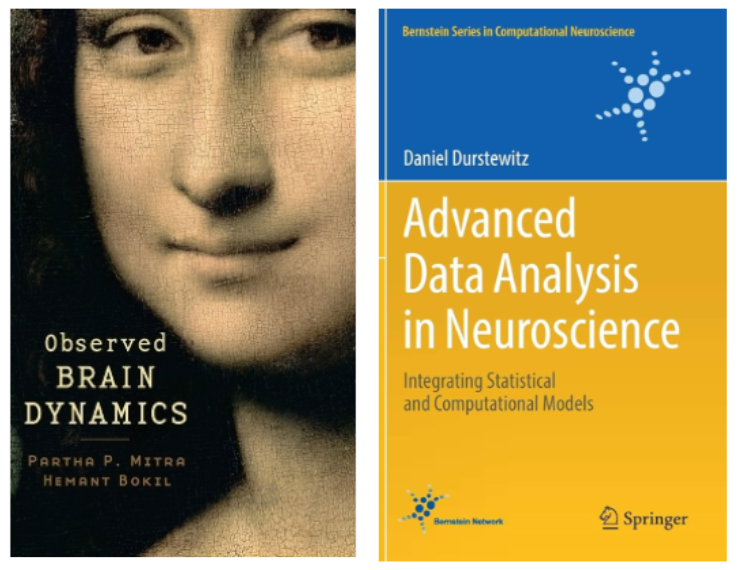 Observed
BRAIN
DYNAMICS
PARTHA P. MITRA
HEMANT BOKIL
Bernstein Series in Computational Neuroscience
Daniel Durstewitz
Advanced
Data Analysis
in Neuroscience
Integrating Statistical
and Computational Models
Bernstein Network
Springer